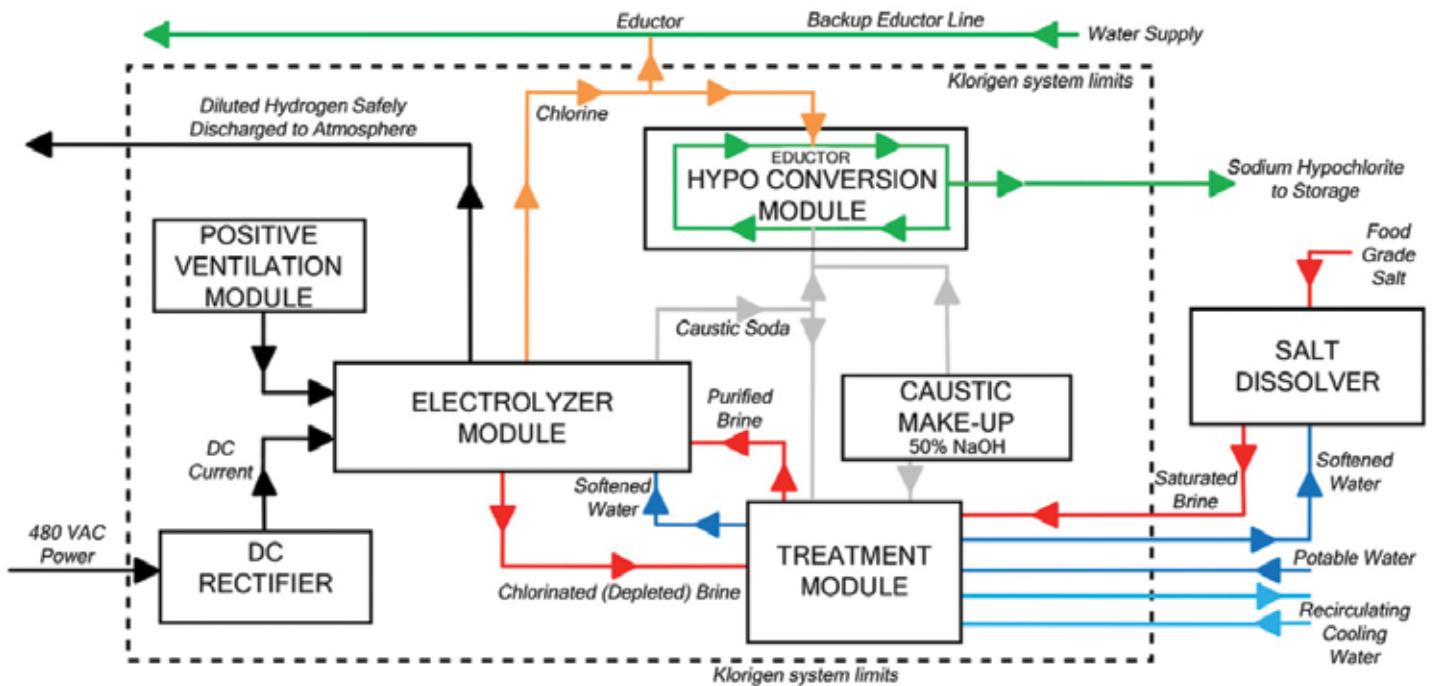 Eductor
Backup Eductor Line
Water Supply
Klorigen system limits
Diluted Hydrogen Safely
Discharged to Atmosphere
Chlorine
EDUCTOR
HYPO CONVERSION
MODULE
Sodium Hypochlorite
to Storage
POSITIVE
VENTILATION
MODULE
Food
Grade
Salt
Caustic Soda
SALT
DISSOLVER
ELECTROLYZER
MODULE
Purified
Brine
CAUSTIC
MAKE-UP
50% NaOH
DC
Current
Softened
Water
Saturated
Brine
Softened
Water
480 VAC
Power
DC
RECTIFIER
TREATMENT
MODULE
Potable Water
Chlorinated (Depleted) Brine
Recirculating
Cooling
Water
Klorigen system limits